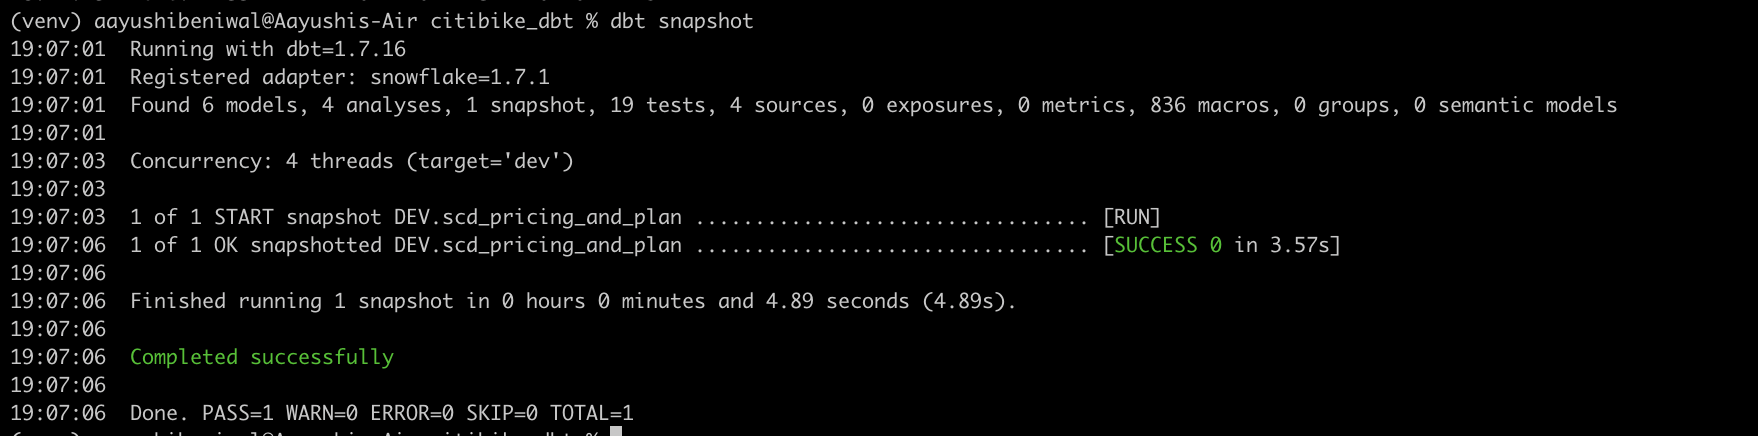 (venv) aayushibeniwal@Aayushis-Air citibike_dbt % dbt snapshot
19:07:01  Running with dbt=1.7.16
19:07:01  Registered adapter: snowflake=1.7.1
19:07:01  Found 6 models, 4 analyses, 1 snapshot, 19 tests, 4 sources, 0 exposures, 0 metrics, 836 macros, 0 groups, 0 semantic models
19:07:01
19:07:03  Concurrency: 4 threads (target='dev')
19:07:03
19:07:03  1 of 1 START snapshot DEV.scd_pricing_and_plan ................................. [RUN]
19:07:06  1 of 1 OK snapshotted DEV.scd_pricing_and_plan ................................. [SUCCESS 0 in 3.57s]
19:07:06
19:07:06  Finished running 1 snapshot in 0 hours 0 minutes and 4.89 seconds (4.89s).
19:07:06
19:07:06  Completed successfully
19:07:06
19:07:06  Done. PASS=1 WARN=0 ERROR=0 SKIP=0 TOTAL=1
(venv) aayushibeniwal@Aayushis-Air citibike_dbt %